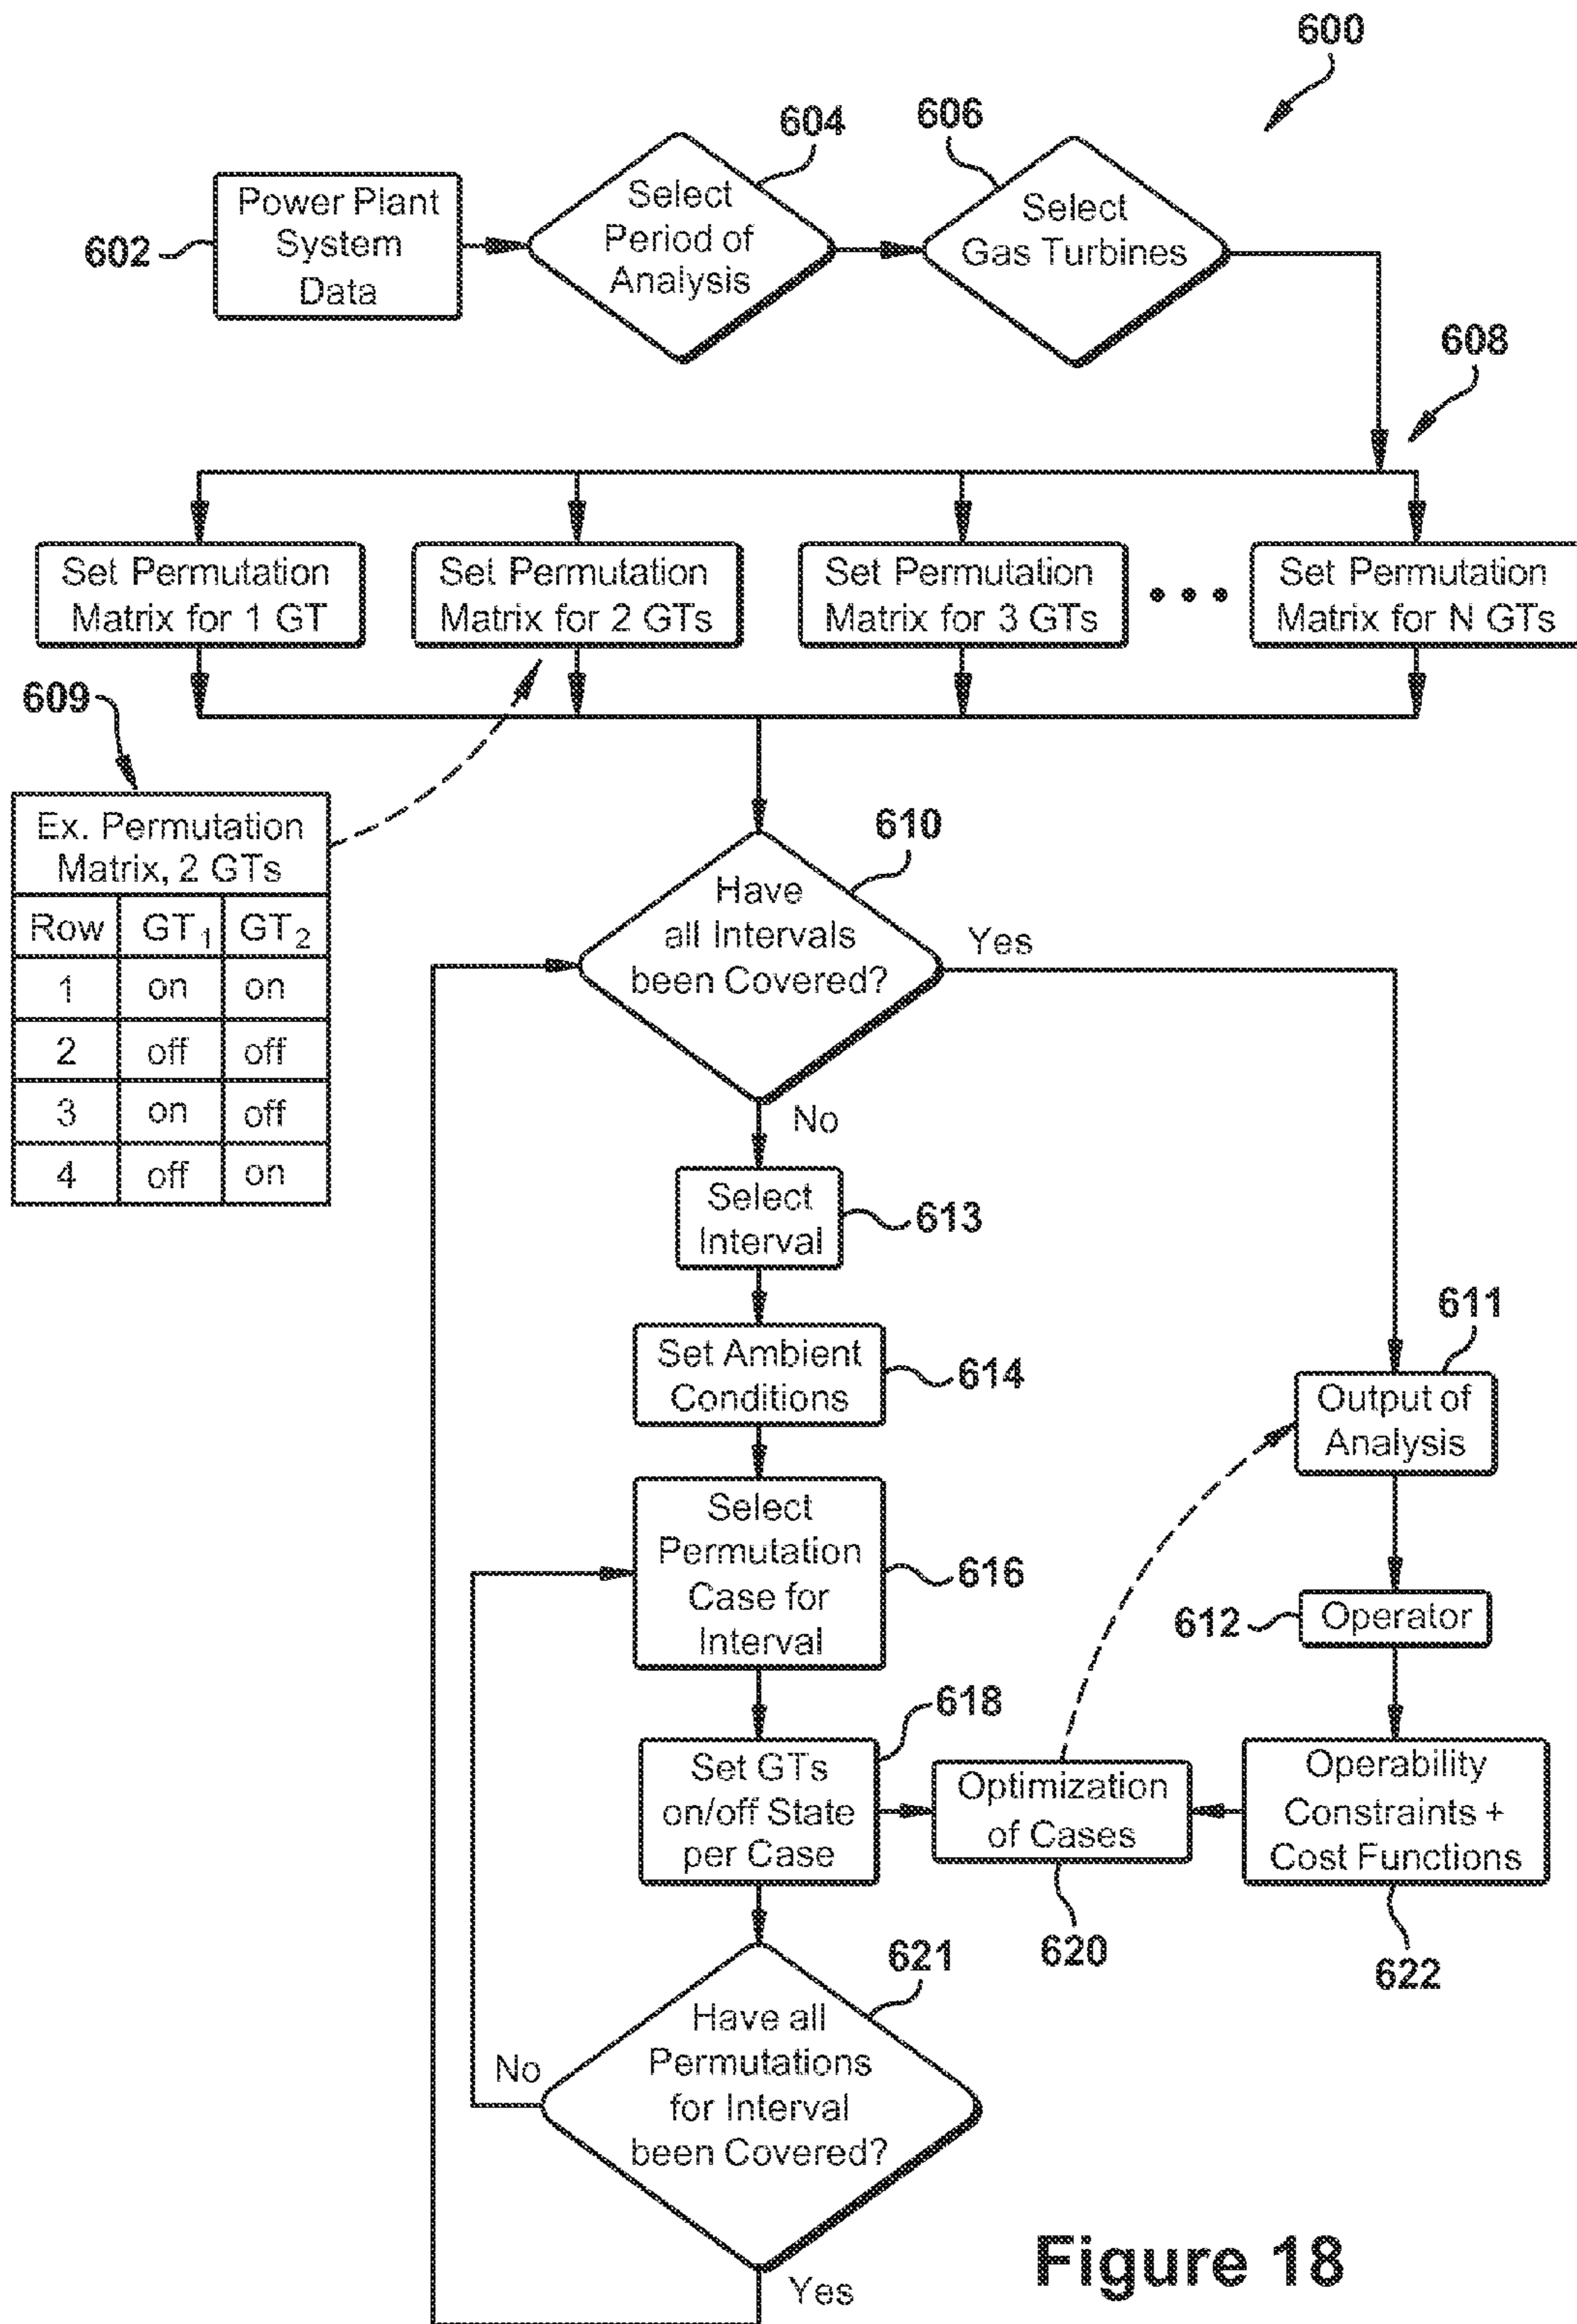 600
604
606
Power Plant
System
Data
602
Select
Period of
Analysis
Select
Gas Turbines
608
Set Permutation
Matrix for 1 GT
Set Permutation
Matrix for 2 GTs
Set Permutation
Matrix for 3 GTs
• • •
Set Permutation
Matrix for N GTs
609
Ex. Permutation
Matrix, 2 GTs
Row GT1 GT2
1 on on
2 off off
3 on off
4 off on
610
Have
all Intervals
been Covered?
Yes
No
Select
Interval
613
Set Ambient
Conditions
614
611
Output of
Analysis
Select
Permutation
Case for
Interval
616
612
Operator
618
Set GTs
on/off State
per Case
Optimization
of Cases
620
Operability
Constraints +
Cost Functions
622
621
Have all
Permutations
for Interval
been Covered?
No
Yes
Figure 18